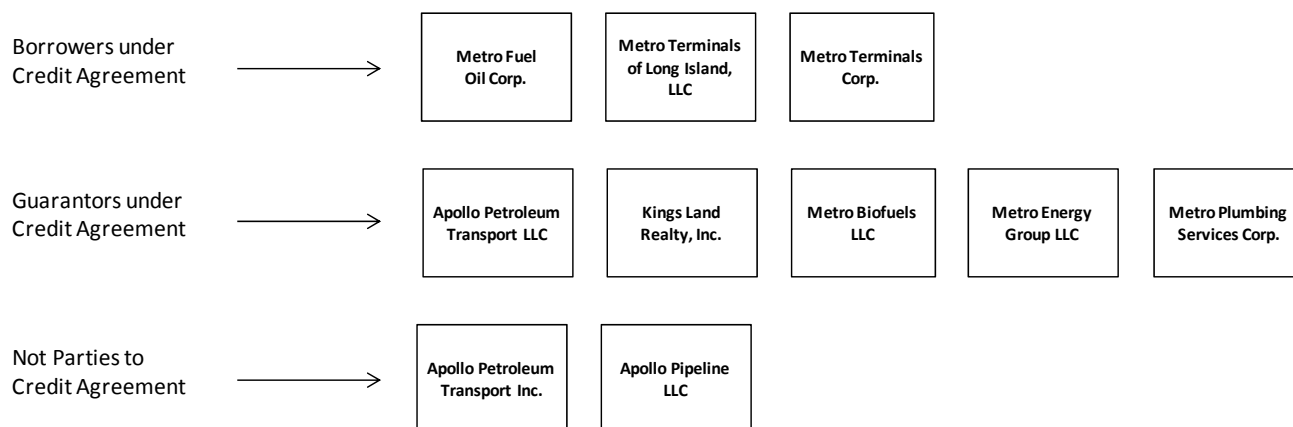 Borrowers under
Credit Agreement
Metro Fuel
Oil Corp.
Metro Terminals
of Long Island,
LLC
Metro Terminals
Corp.
Guarantors under
Credit Agreement
Apollo Petroleum
Transport LLC
Kings Land
Realty, Inc.
Metro Biofuels
LLC
Metro Energy
Group LLC
Metro Plumbing
Services Corp.
Not Parties to
Credit Agreement
Apollo Petroleum
Transport Inc.
Apollo Pipeline
LLC